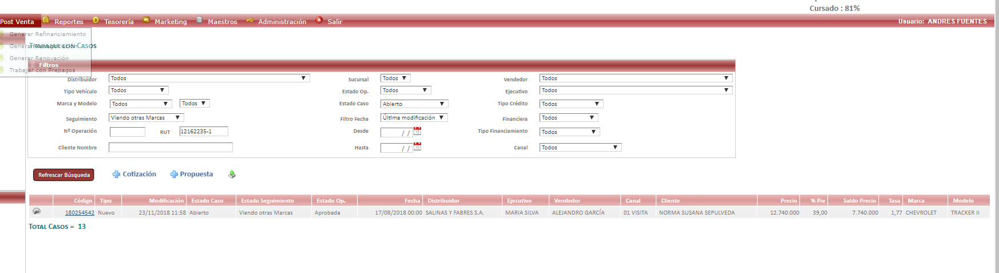 Cursado : 81%
Post Venta Reportes Tesorería Marketing Maestros Administración Salir Usuario: ANDRES FUENTES
Generar Refinanciamiento
Generar
TRABAJAR CON CASOS
Generar Renovación
Trabajar con Prepagos
Filtros
Distribuidor Todos Sucursal Todos Vendedor Todos
Tipo Vehículo Todos Estado Op. Todos Ejecutivo Todos
Marca y Modelo Todos Todos Estado Caso Abierto Tipo Crédito Todos
Seguimiento Viendo otras Marcas Filtro Fecha Última modificación Financiera Todos
Nº Operación RUT 12162235-1 Desde / / Tipo Financiamiento Todos
Cliente Nombre Hasta / / Canal Todos
Refrescar Búsqueda Cotización Propuesta
Código Tipo Modificación Estado Caso Estado Seguimiento Estado Op. Fecha Distribuidor Ejecutivo Vendedor Canal Cliente Precio % Pie Saldo Precio Tasa Marca Modelo
180254542 Nuevo 23/11/2018 11:58 Abierto Viendo otras Marcas Aprobada 17/08/2018 00:00 SALINAS Y FABRES S.A. MARIA SILVA ALEJANDRO GARCÍA 01 VISITA NORMA SUSANA SEPULVEDA 12.740.000 39,00 7.740.000 1,77 CHEVROLET TRACKER II
TOTAL CASOS = 13